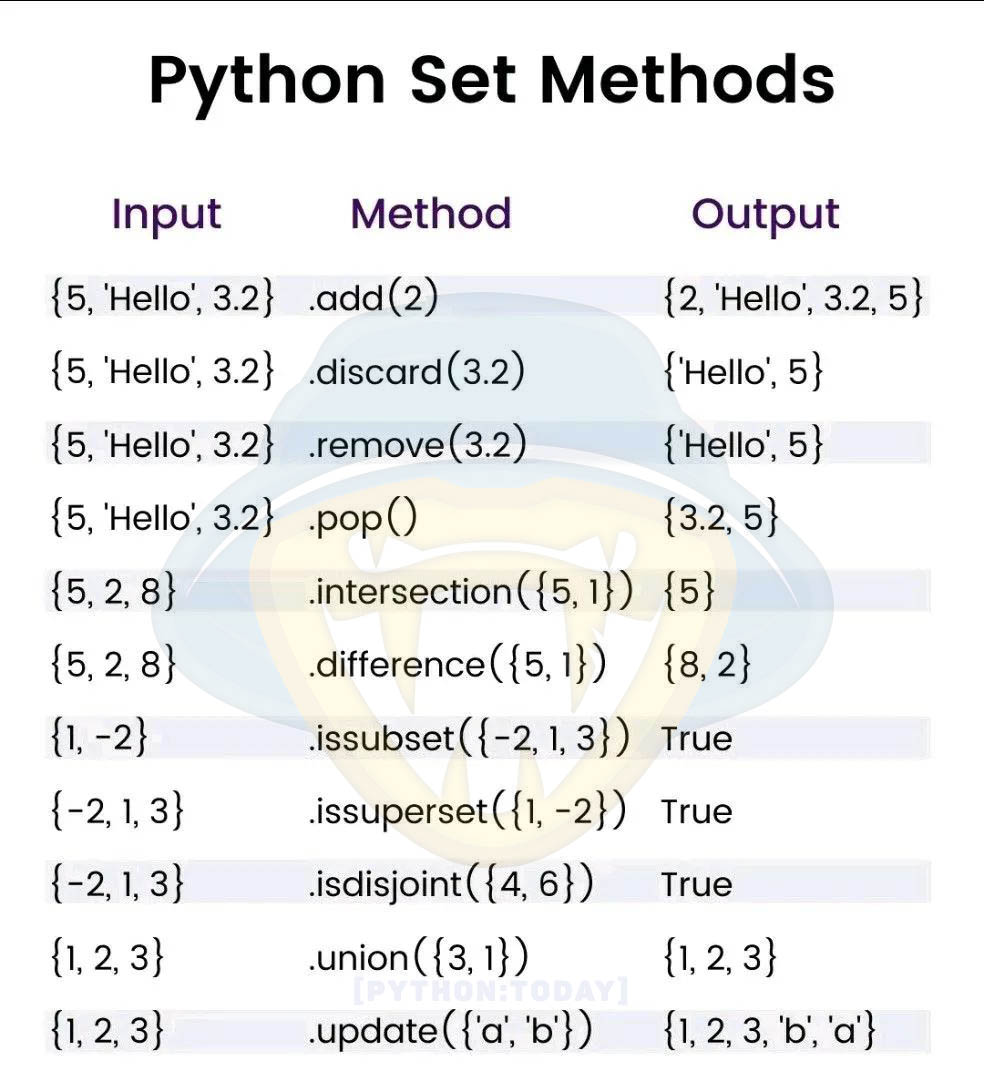 Python Set Methods
Input Method Output
{5, 'Hello', 3.2} .add(2) {2, 'Hello', 3.2, 5}
{5, 'Hello', 3.2} .discard(3.2) {'Hello', 5}
{5, 'Hello', 3.2} .remove(3.2) {'Hello', 5}
{5, 'Hello', 3.2} .pop() {3.2, 5}
{5, 2, 8} .intersection({5, 1}) {5}
{5, 2, 8} .difference({5, 1}) {8, 2}
{1, -2} .issubset({-2, 1, 3}) True
{-2, 1, 3} .issuperset({1, -2}) True
{-2, 1, 3} .isdisjoint({4, 6}) True
{1, 2, 3} .union({3, 1}) {1, 2, 3}
[PYTHON:TODAY]
{1, 2, 3} .update({'a', 'b'}) {1, 2, 3, 'b', 'a'}